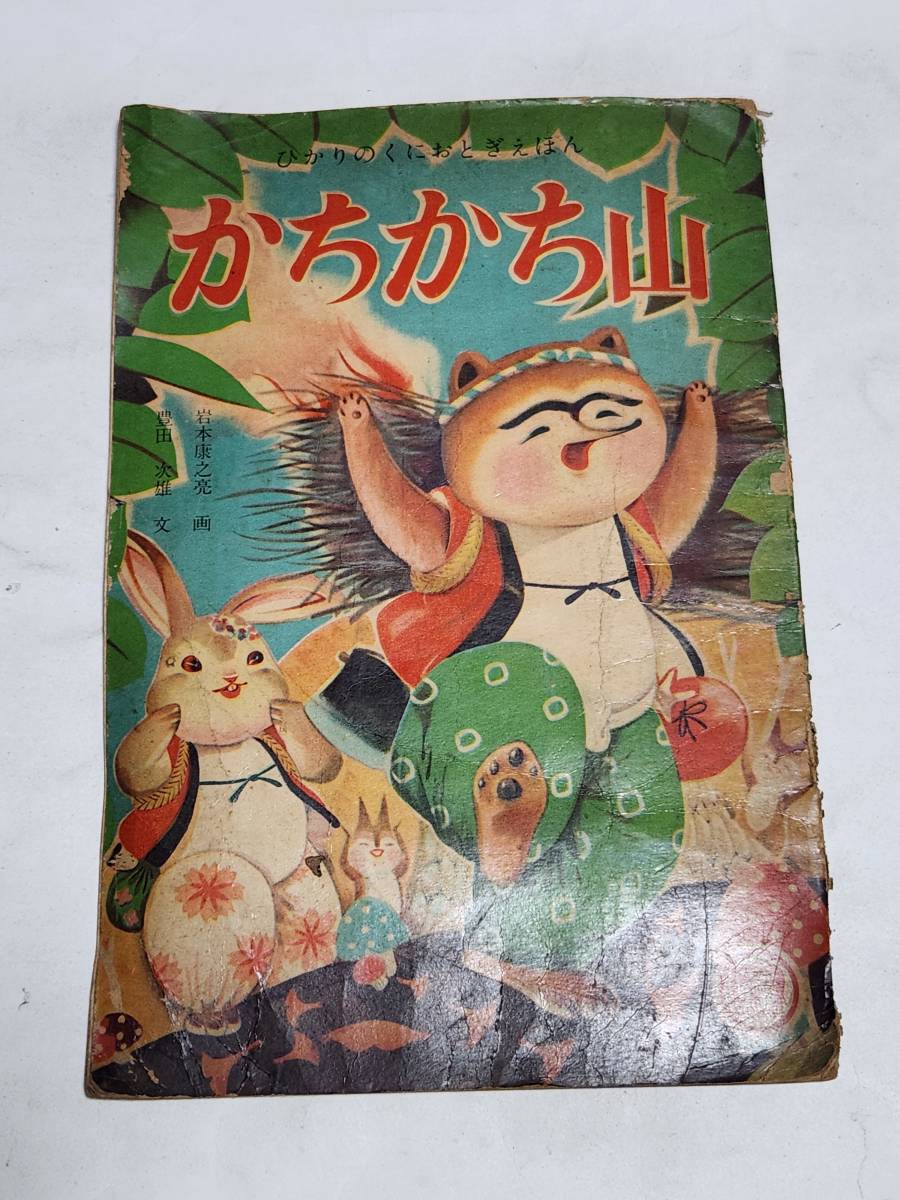 ひかりのくにおとぎえほん
かちかち山
岩本康之亮 画
豊田 次雄 文